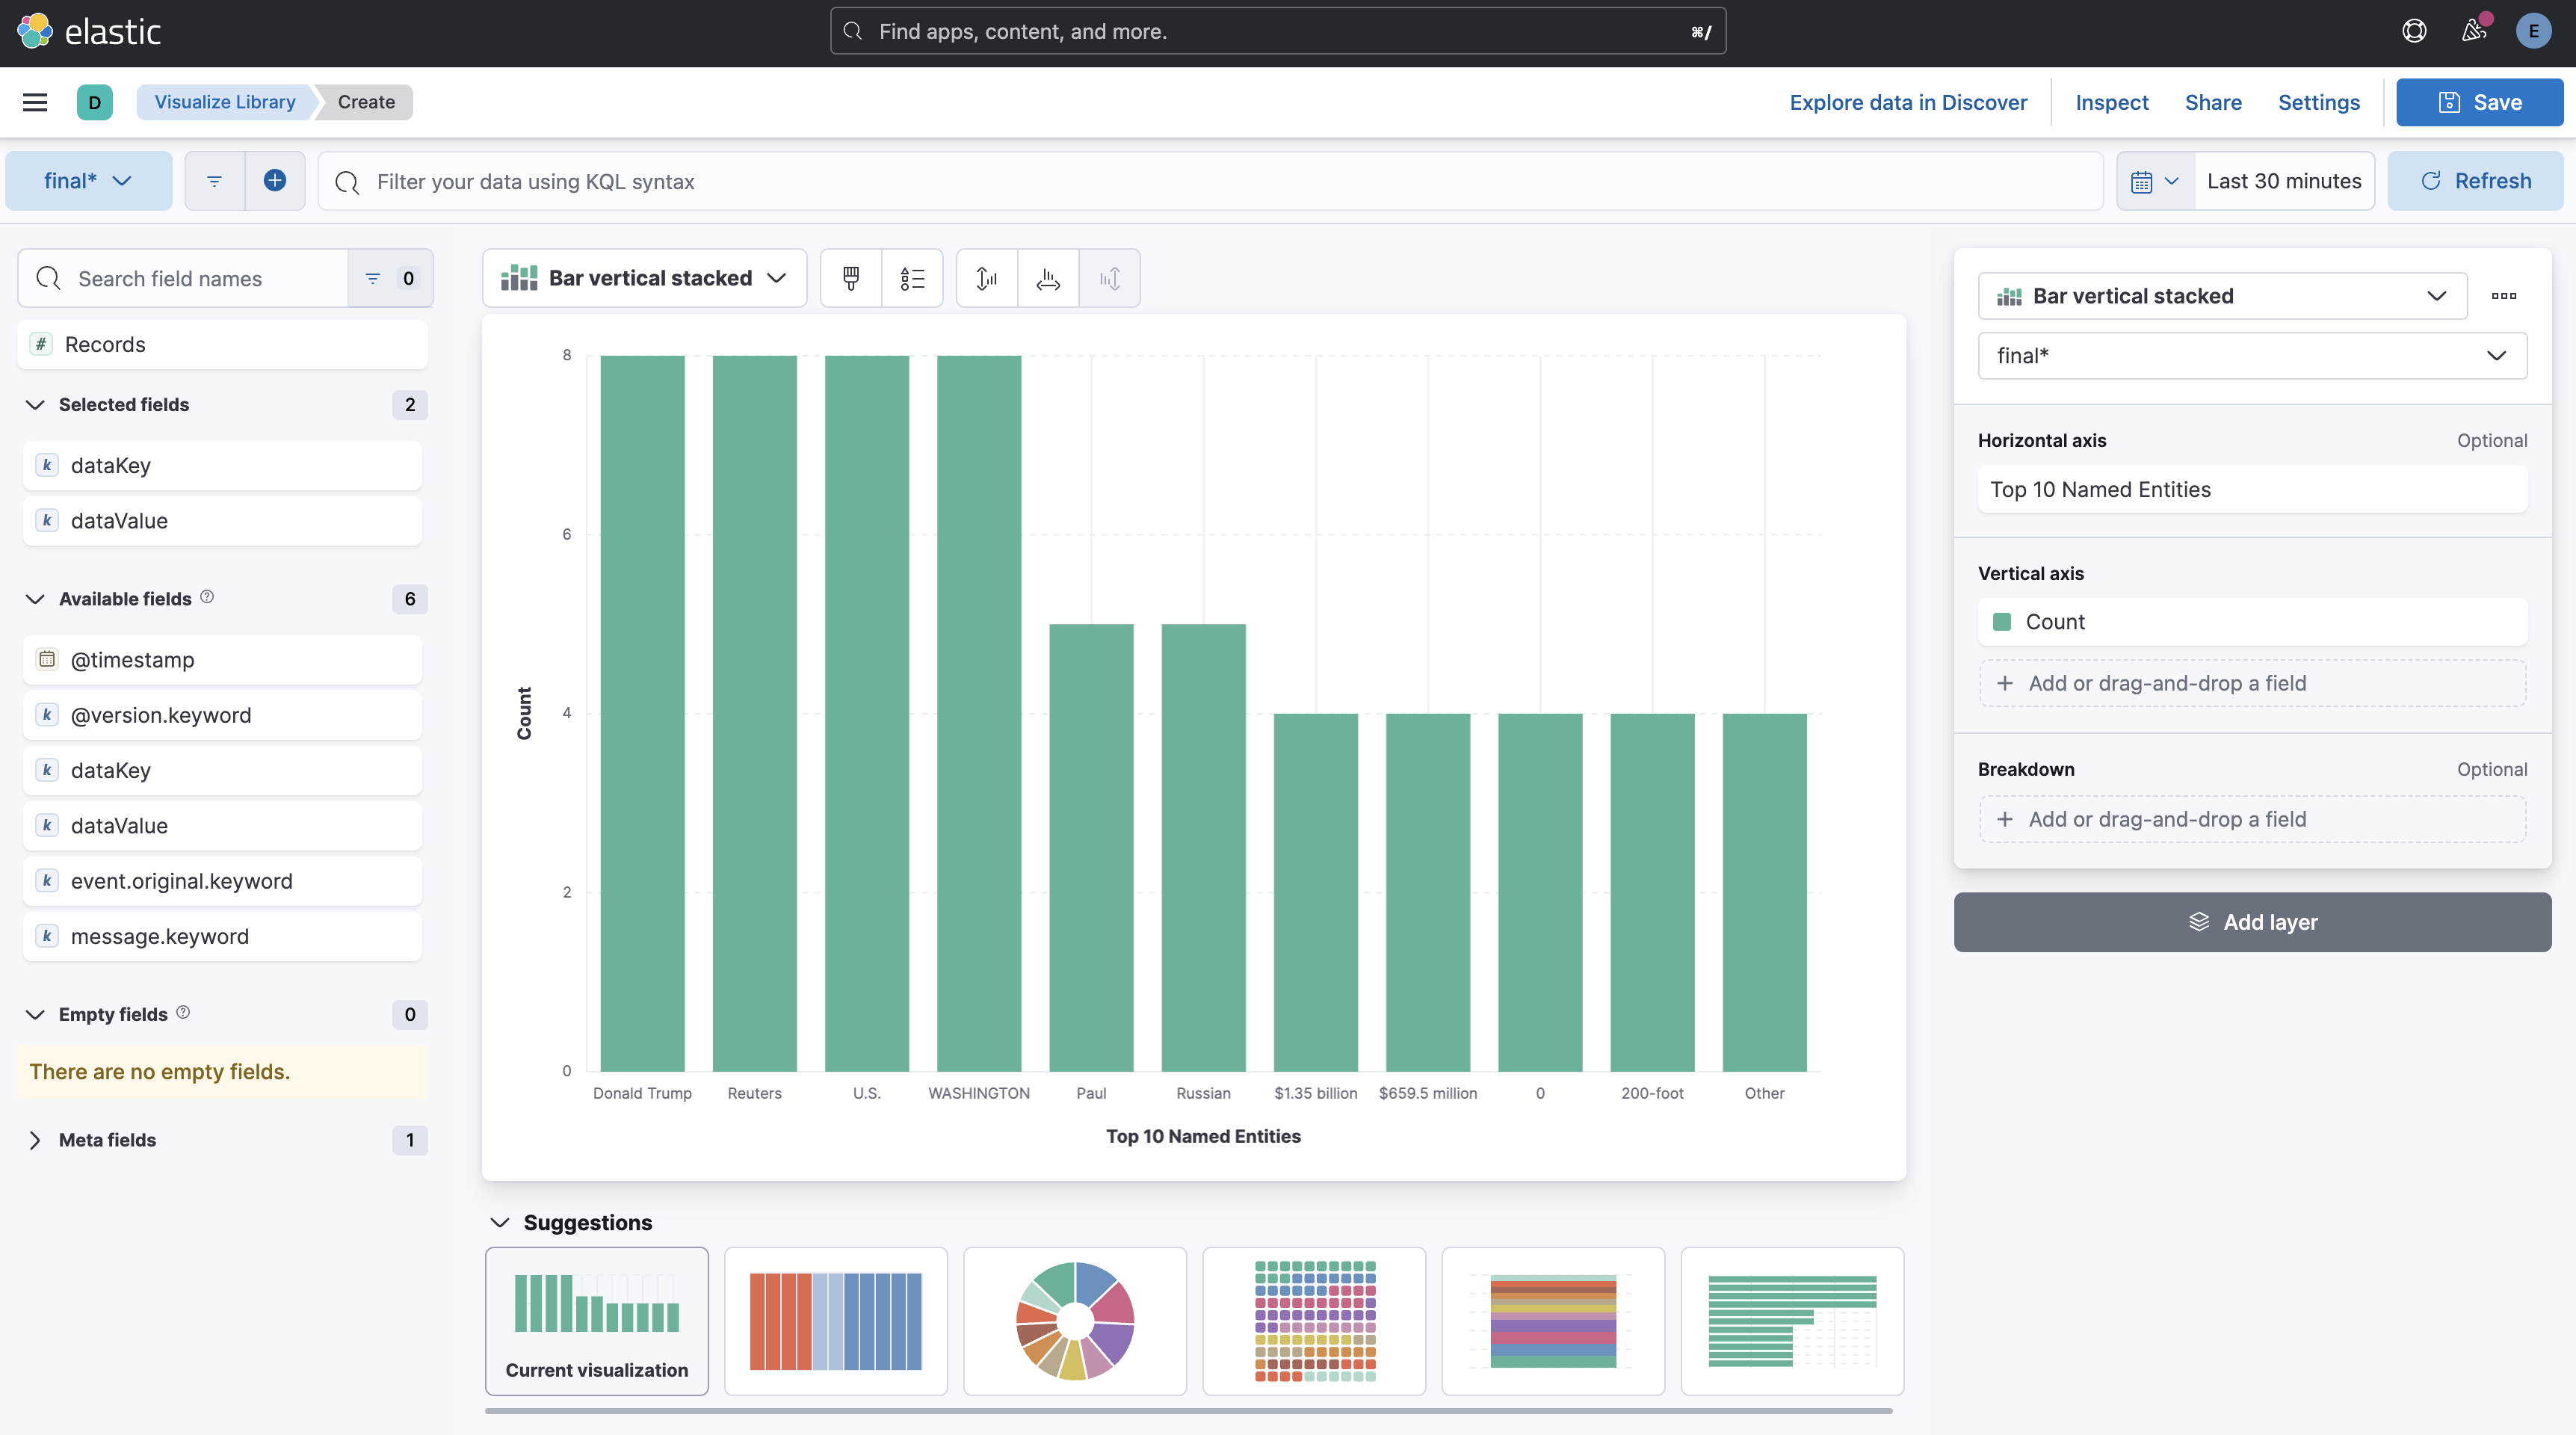 elastic
Find apps, content, and more.
⌘/
E
D
Visualize Library
Create
Explore data in Discover
Inspect
Share
Settings
Save
final*
Filter your data using KQL syntax
Last 30 minutes
Refresh
Search field names
0
# Records
Selected fields
2
k dataKey
k dataValue
Available fields
6
@timestamp
k @version.keyword
k dataKey
k dataValue
k event.original.keyword
k message.keyword
Empty fields
0
There are no empty fields.
Meta fields
1
Bar vertical stacked
8
6
4
2
0
Count
Donald Trump
Reuters
U.S.
WASHINGTON
Paul
Russian
$1.35 billion
$659.5 million
0
200-foot
Other
Top 10 Named Entities
Suggestions
Current visualization
Bar vertical stacked
final*
Horizontal axis
Optional
Top 10 Named Entities
Vertical axis
Count
+ Add or drag-and-drop a field
Breakdown
Optional
+ Add or drag-and-drop a field
Add layer